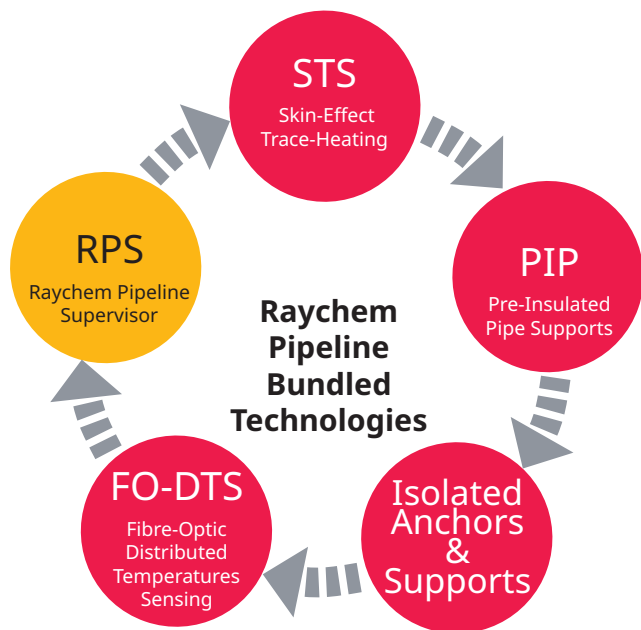 STS
Skin-Effect
Trace-Heating
PIP
Pre-Insulated
Pipe Supports
Isolated
Anchors
&
Supports
FO-DTS
Fibre-Optic
Distributed
Temperatures
Sensing
RPS
Raychem Pipeline
Supervisor
Raychem
Pipeline
Bundled
Technologies